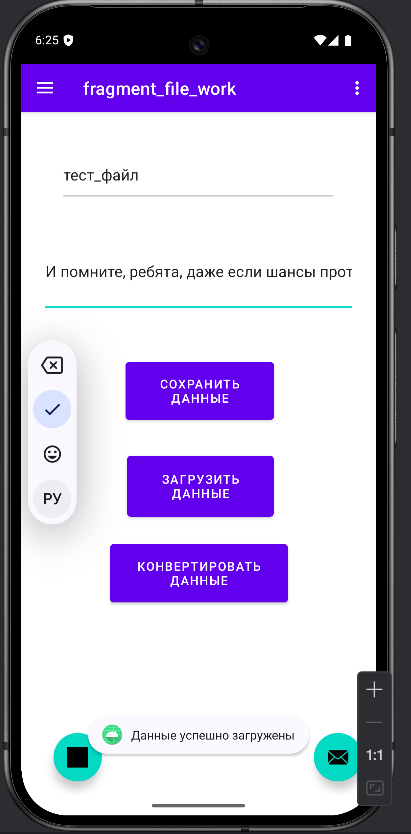 6:25
fragment_file_work
тест_файл
И помните, ребята, даже если шансы прот
СОХРАНИТЬ
ДАННЫЕ
РУ
ЗАГРУЗИТЬ
ДАННЫЕ
КОНВЕРТИРОВАТЬ
ДАННЫЕ
Данные успешно загружены
1:1